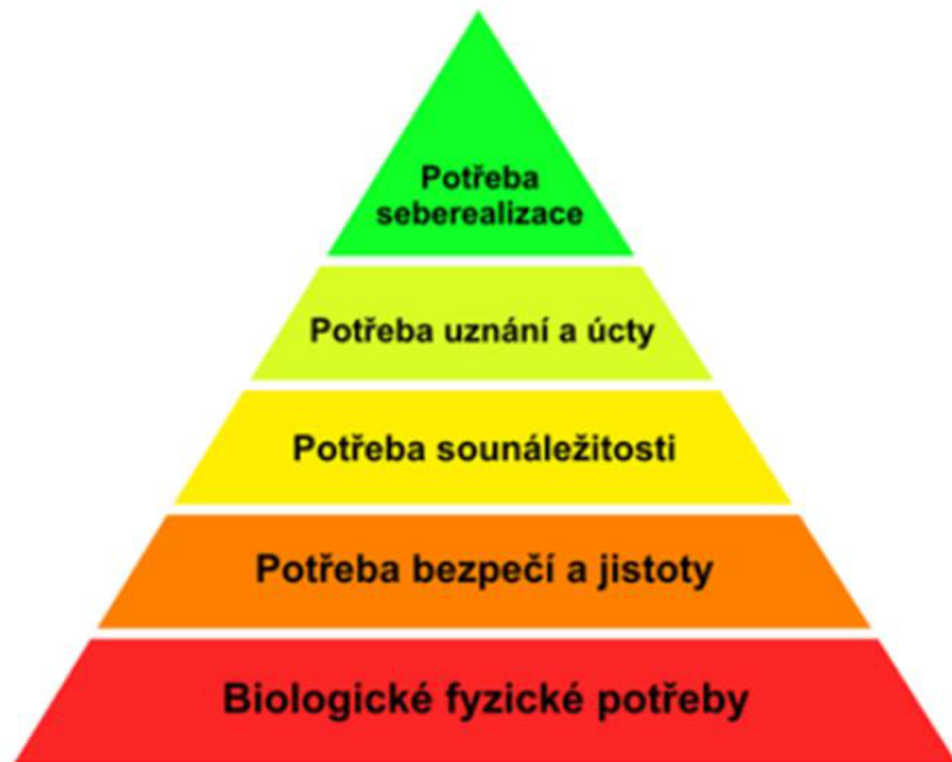 Potřeba
seberealizace
Potřeba uznání a úcty
Potřeba sounáležitosti
Potřeba bezpečí a jistoty
Biologické fyzické potřeby